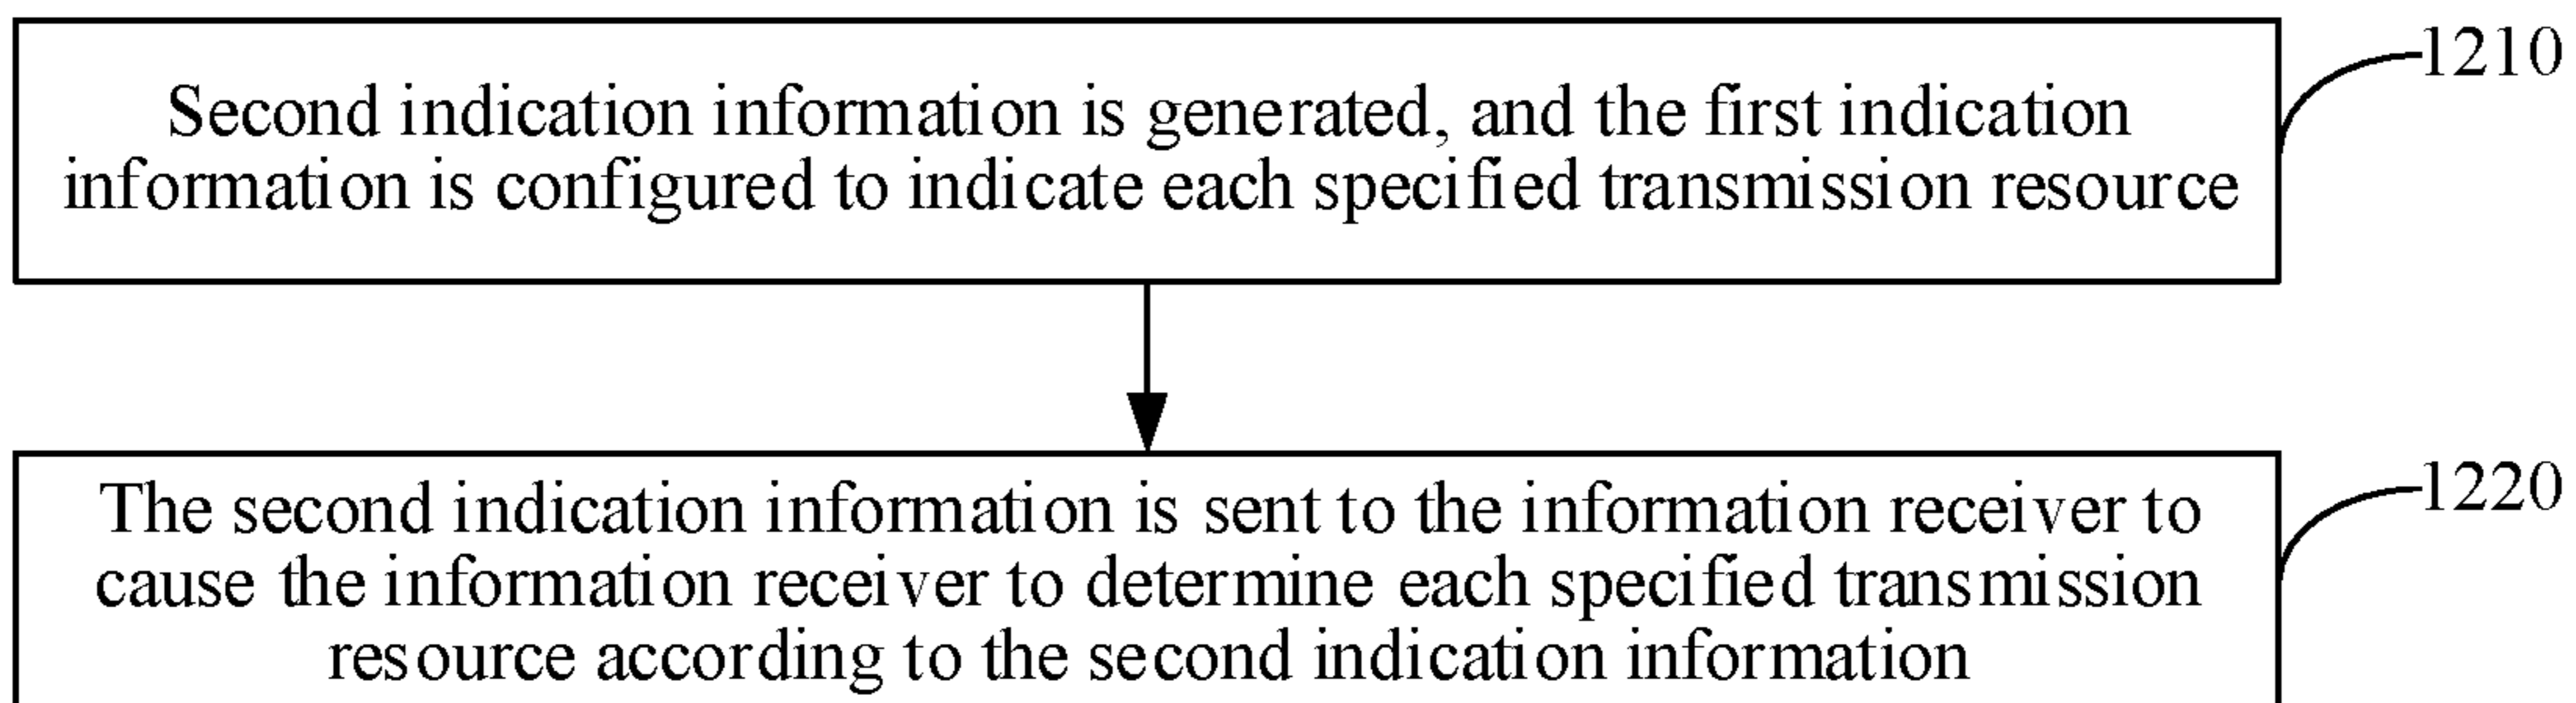 1210
Second indication information is generated, and the first indication
information is configured to indicate each specified transmission resource
1220
The second indication information is sent to the information receiver to
cause the information receiver to determine each specified transmission
resource according to the second indication information